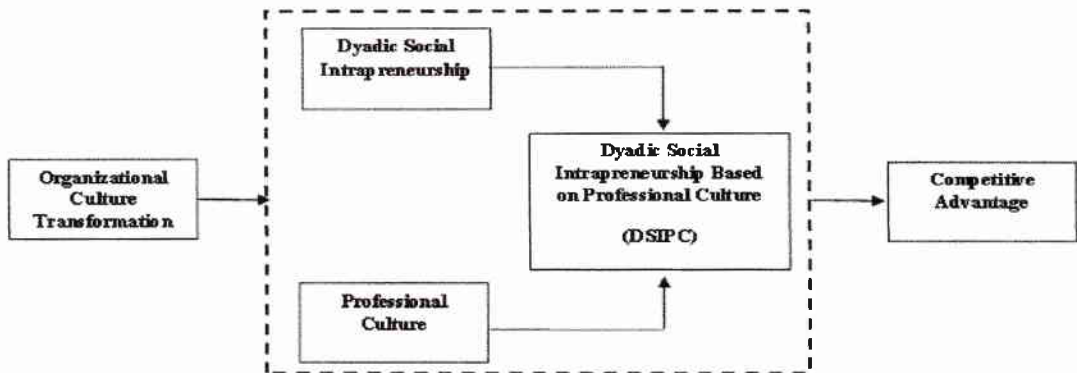 Dyadic Social
Intrapreneurship
Organizational
Culture
Transformation
Dyadic Social
Intrapreneurship Based
on Professional Culture
(DSIPC)
Competitive
Advantage
Professional
Culture